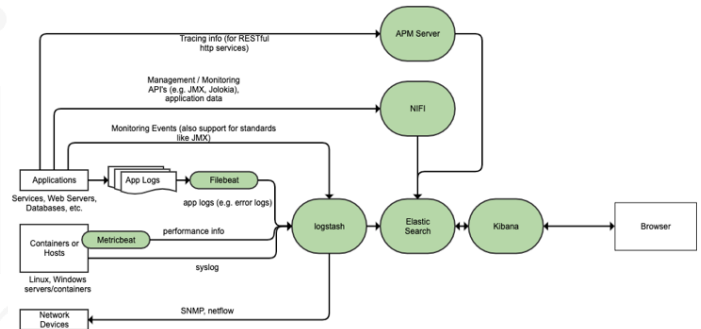 APM Server
Tracing info (for RESTful
http services)
Management / Monitoring
API's (e.g. JMX, Jolokia),
application data
NIFI
Monitoring Events (also support for standards
like JMX)
Applications
App Logs
Filebeat
Services, Web Servers,
Databases, etc.
app logs (e.g. error logs)
logstash
Elastic
Search
Kibana
Browser
Containers or
Hosts
Metricbeat
performance info
syslog
Linux, Windows
servers/containers
Network
Devices
SNMP, netflow